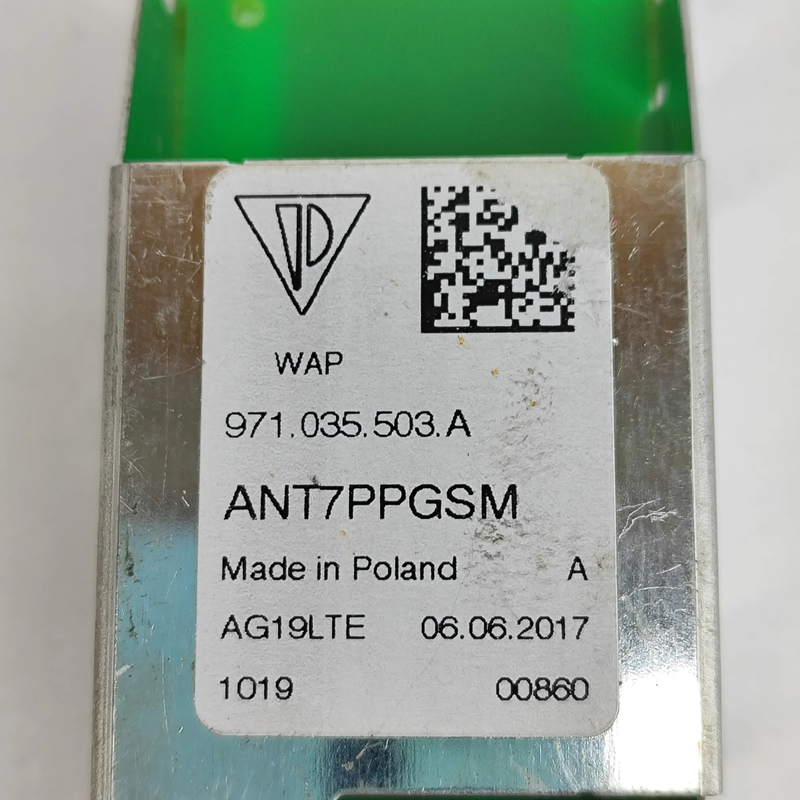 WAP
971.035.503.A
ANT7PPGSM
Made in Poland A
AG19LTE 06.06.2017
1019 00860